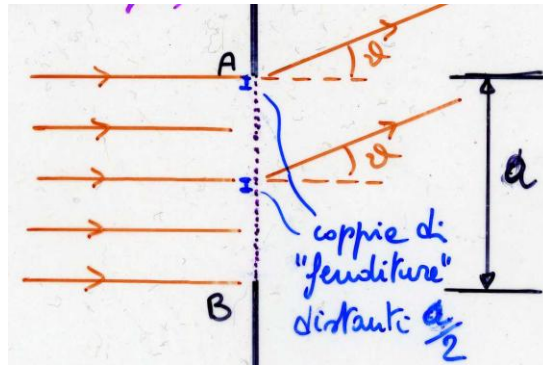 A
ϑ
ϑ
a
coppie di
"fenditure"
distanti a/2
B